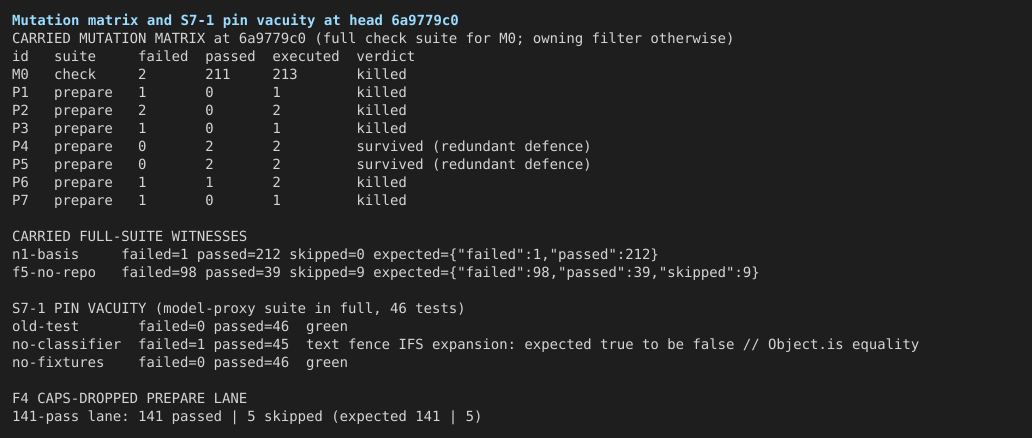 Mutation matrix and S7-1 pin vacuity at head 6a9779c0
CARRIED MUTATION MATRIX at 6a9779c0 (full check suite for M0; owning filter otherwise)
id   suite     failed  passed  executed  verdict
M0   check     2       211     213       killed
P1   prepare   1       0       1         killed
P2   prepare   2       0       2         killed
P3   prepare   1       0       1         killed
P4   prepare   0       2       2         survived (redundant defence)
P5   prepare   0       2       2         survived (redundant defence)
P6   prepare   1       1       2         killed
P7   prepare   1       0       1         killed
CARRIED FULL-SUITE WITNESSES
n1-basis     failed=1 passed=212 skipped=0 expected={"failed":1,"passed":212}
f5-no-repo   failed=98 passed=39 skipped=9 expected={"failed":98,"passed":39,"skipped":9}
S7-1 PIN VACUITY (model-proxy suite in full, 46 tests)
old-test       failed=0 passed=46  green
no-classifier  failed=1 passed=45  text fence IFS expansion: expected true to be false // Object.is equality
no-fixtures    failed=0 passed=46  green
F4 CAPS-DROPPED PREPARE LANE
141-pass lane: 141 passed | 5 skipped (expected 141 | 5)